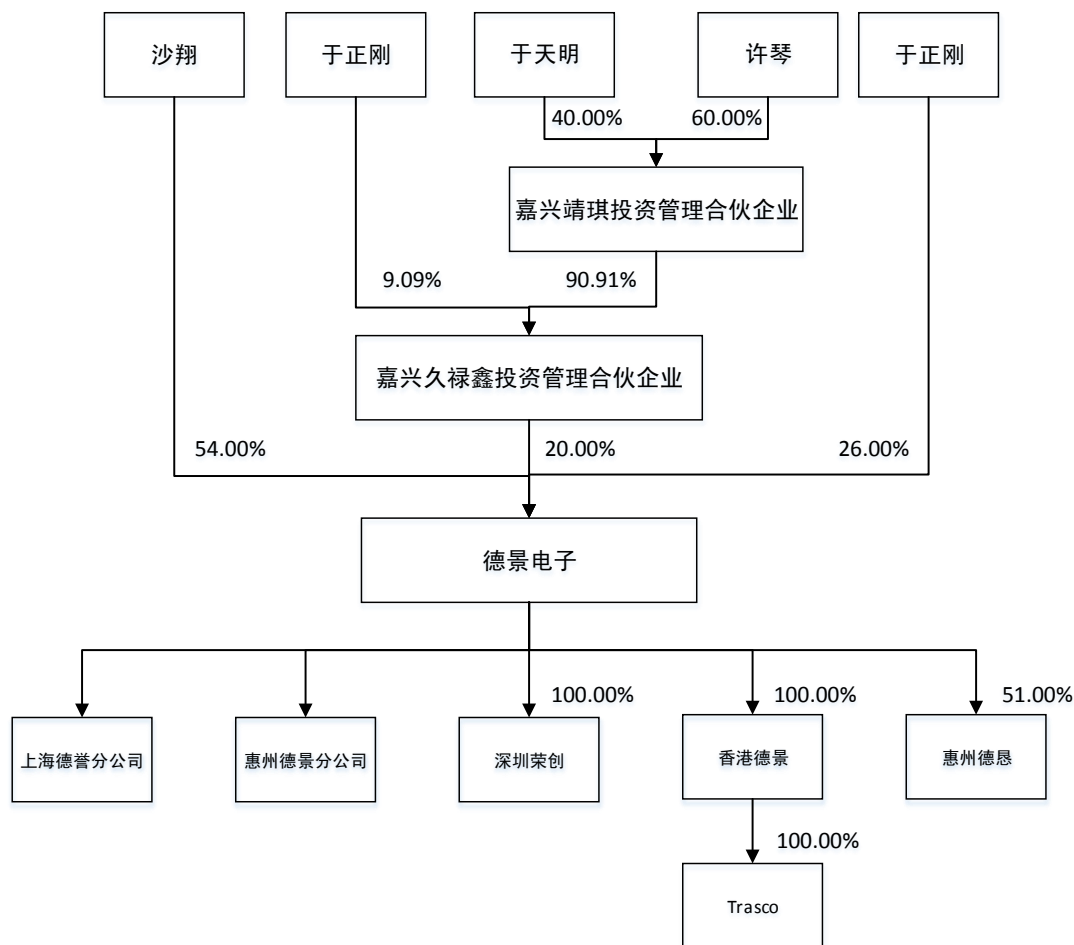 沙翔
于正刚
于天明
许琴
于正刚
40.00%
60.00%
嘉兴靖琪投资管理合伙企业
9.09%
90.91%
嘉兴久禄鑫投资管理合伙企业
54.00%
20.00%
26.00%
德景电子
100.00%
100.00%
51.00%
上海德誉分公司
惠州德景分公司
深圳荣创
香港德景
惠州德恳
100.00%
Trasco